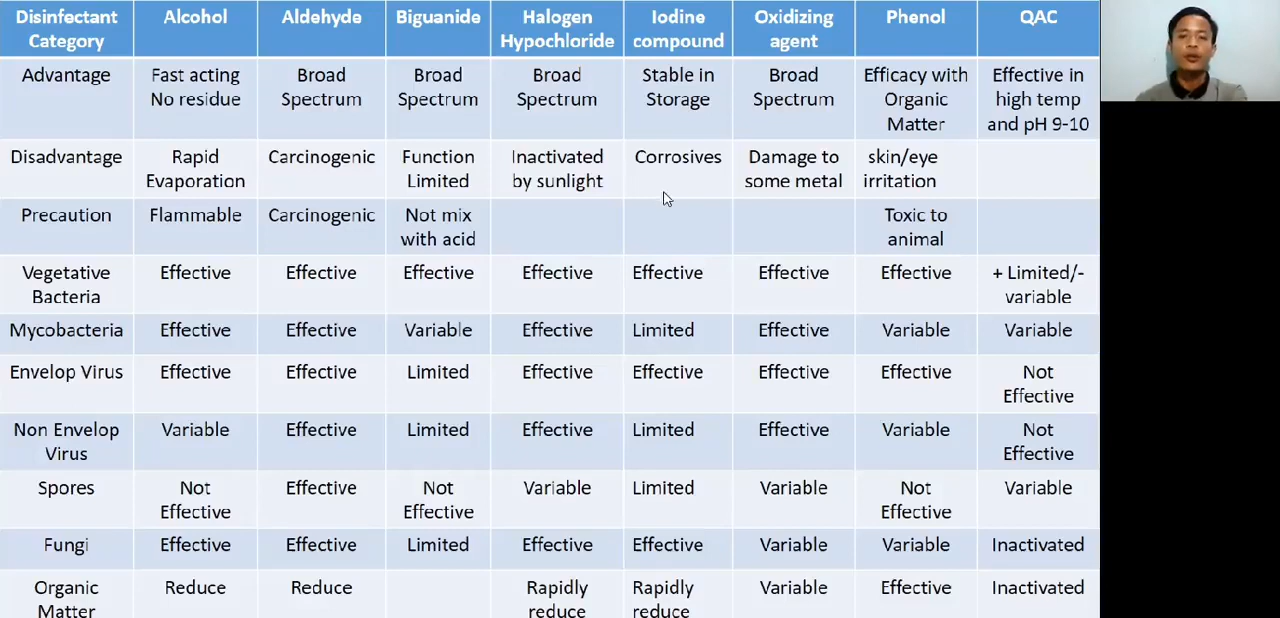 Disinfectant Category | Alcohol | Aldehyde | Biguanide | Halogen Hypochloride | Iodine compound | Oxidizing agent | Phenol | QAC
Advantage | Fast acting No residue | Broad Spectrum | Broad Spectrum | Broad Spectrum | Stable in Storage | Broad Spectrum | Efficacy with Organic Matter | Effective in high temp and pH 9-10
Disadvantage | Rapid Evaporation | Carcinogenic | Function Limited | Inactivated by sunlight | Corrosives | Damage to some metal | skin/eye irritation |
Precaution | Flammable | Carcinogenic | Not mix with acid | | | | Toxic to animal |
Vegetative Bacteria | Effective | Effective | Effective | Effective | Effective | Effective | Effective | + Limited/- variable
Mycobacteria | Effective | Effective | Variable | Effective | Limited | Effective | Variable | Variable
Envelop Virus | Effective | Effective | Limited | Effective | Effective | Effective | Effective | Not Effective
Non Envelop Virus | Variable | Effective | Limited | Effective | Limited | Effective | Variable | Not Effective
Spores | Not Effective | Effective | Not Effective | Variable | Limited | Variable | Not Effective | Variable
Fungi | Effective | Effective | Limited | Effective | Effective | Variable | Variable | Inactivated
Organic Matter | Reduce | Reduce | | Rapidly reduce | Rapidly reduce | Variable | Effective | Inactivated